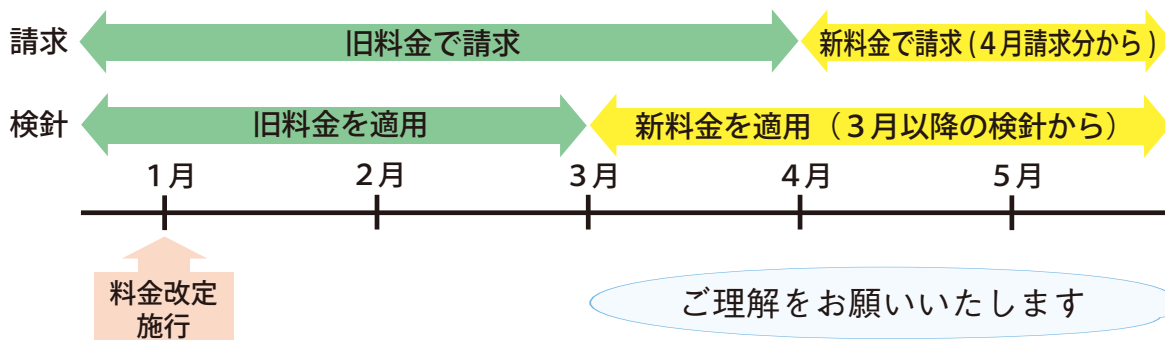 請求
旧料金で請求
新料金で請求(4月請求分から)
検針
旧料金を適用
新料金を適用（3月以降の検針から）
1月
2月
3月
4月
5月
料金改定
施行
ご理解をお願いいたします